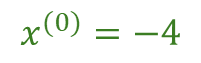 x⁽⁰⁾ = −4